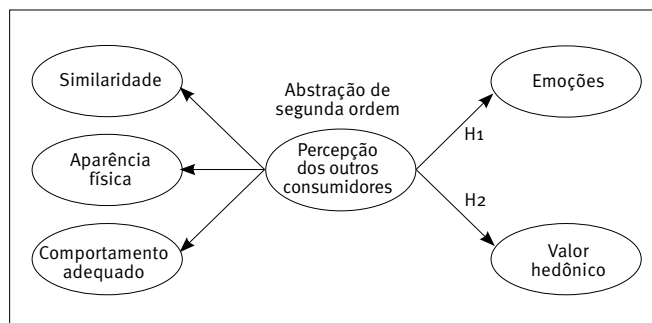 Similaridade
Aparência
física
Comportamento
adequado
Abstração de
segunda ordem
Percepção
dos outros
consumidores
H1
H2
Emoções
Valor
hedônico